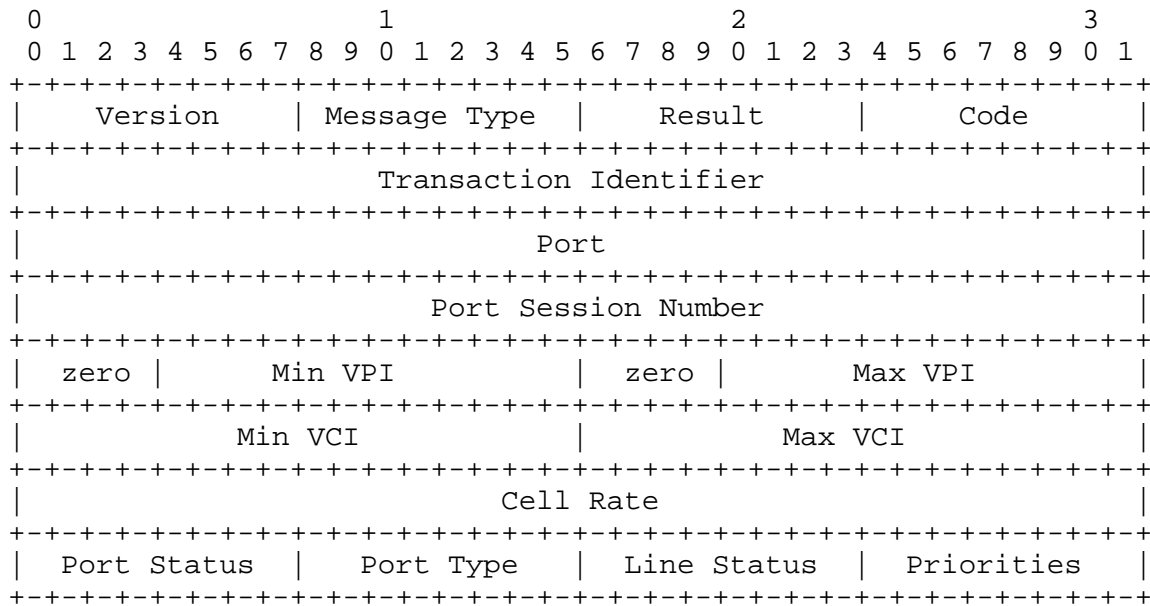 0                   1                   2                   3
 0 1 2 3 4 5 6 7 8 9 0 1 2 3 4 5 6 7 8 9 0 1 2 3 4 5 6 7 8 9 0 1
+-+-+-+-+-+-+-+-+-+-+-+-+-+-+-+-+-+-+-+-+-+-+-+-+-+-+-+-+-+-+-+-+
|    Version    | Message Type  |    Result     |     Code      |
+-+-+-+-+-+-+-+-+-+-+-+-+-+-+-+-+-+-+-+-+-+-+-+-+-+-+-+-+-+-+-+-+
|                    Transaction Identifier                     |
+-+-+-+-+-+-+-+-+-+-+-+-+-+-+-+-+-+-+-+-+-+-+-+-+-+-+-+-+-+-+-+-+
|                             Port                              |
+-+-+-+-+-+-+-+-+-+-+-+-+-+-+-+-+-+-+-+-+-+-+-+-+-+-+-+-+-+-+-+-+
|                       Port Session Number                     |
+-+-+-+-+-+-+-+-+-+-+-+-+-+-+-+-+-+-+-+-+-+-+-+-+-+-+-+-+-+-+-+-+
|  zero |      Min VPI          |  zero |       Max VPI         |
+-+-+-+-+-+-+-+-+-+-+-+-+-+-+-+-+-+-+-+-+-+-+-+-+-+-+-+-+-+-+-+-+
|            Min VCI            |           Max VCI             |
+-+-+-+-+-+-+-+-+-+-+-+-+-+-+-+-+-+-+-+-+-+-+-+-+-+-+-+-+-+-+-+-+
|                           Cell Rate                           |
+-+-+-+-+-+-+-+-+-+-+-+-+-+-+-+-+-+-+-+-+-+-+-+-+-+-+-+-+-+-+-+-+
|  Port Status  |   Port Type   |  Line Status  |  Priorities   |
+-+-+-+-+-+-+-+-+-+-+-+-+-+-+-+-+-+-+-+-+-+-+-+-+-+-+-+-+-+-+-+-+